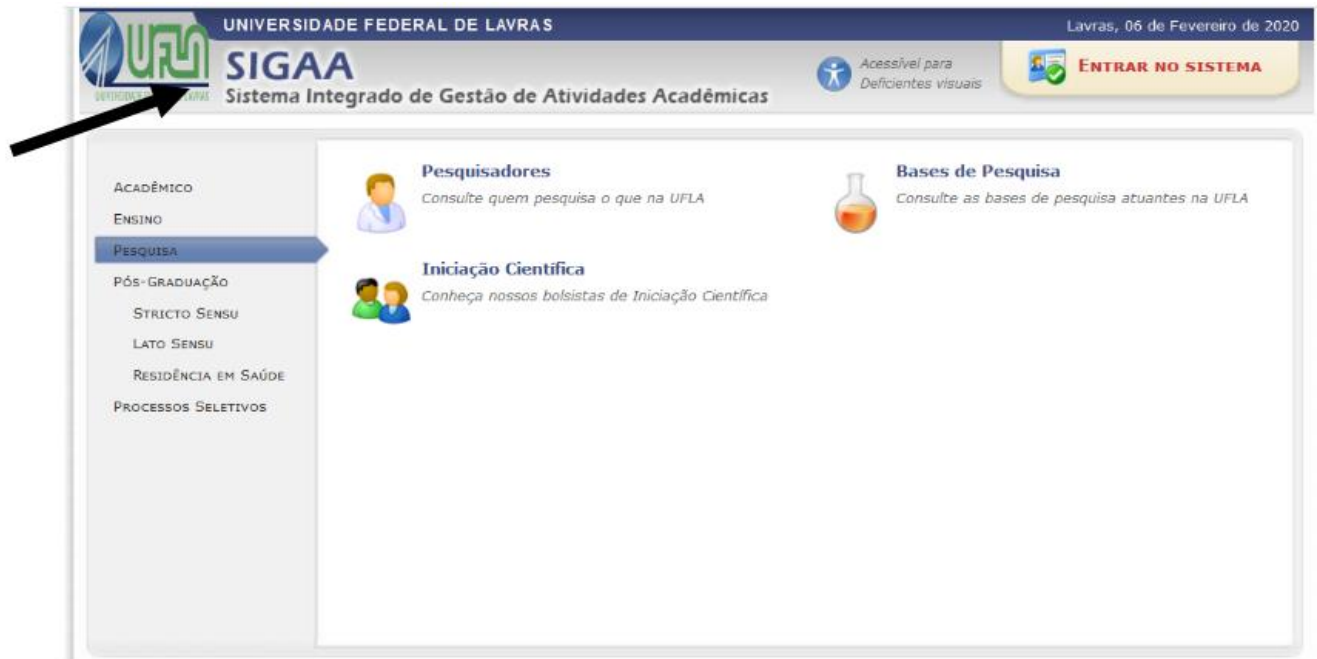 UNIVERSIDADE FEDERAL DE LAVRAS
Lavras, 06 de Fevereiro de 2020
UFLA
SIGAA
Sistema Integrado de Gestão de Atividades Acadêmicas
Acessível para
Deficientes visuais
ENTRAR NO SISTEMA
ACADÊMICO
ENSINO
PESQUISA
PÓS-GRADUAÇÃO
STRICTO SENSU
LATO SENSU
RESIDÊNCIA EM SAÚDE
PROCESSOS SELETIVOS
Pesquisadores
Consulte quem pesquisa o que na UFLA
Bases de Pesquisa
Consulte as bases de pesquisa atuantes na UFLA
Iniciação Científica
Conheça nossos bolsistas de Iniciação Científica